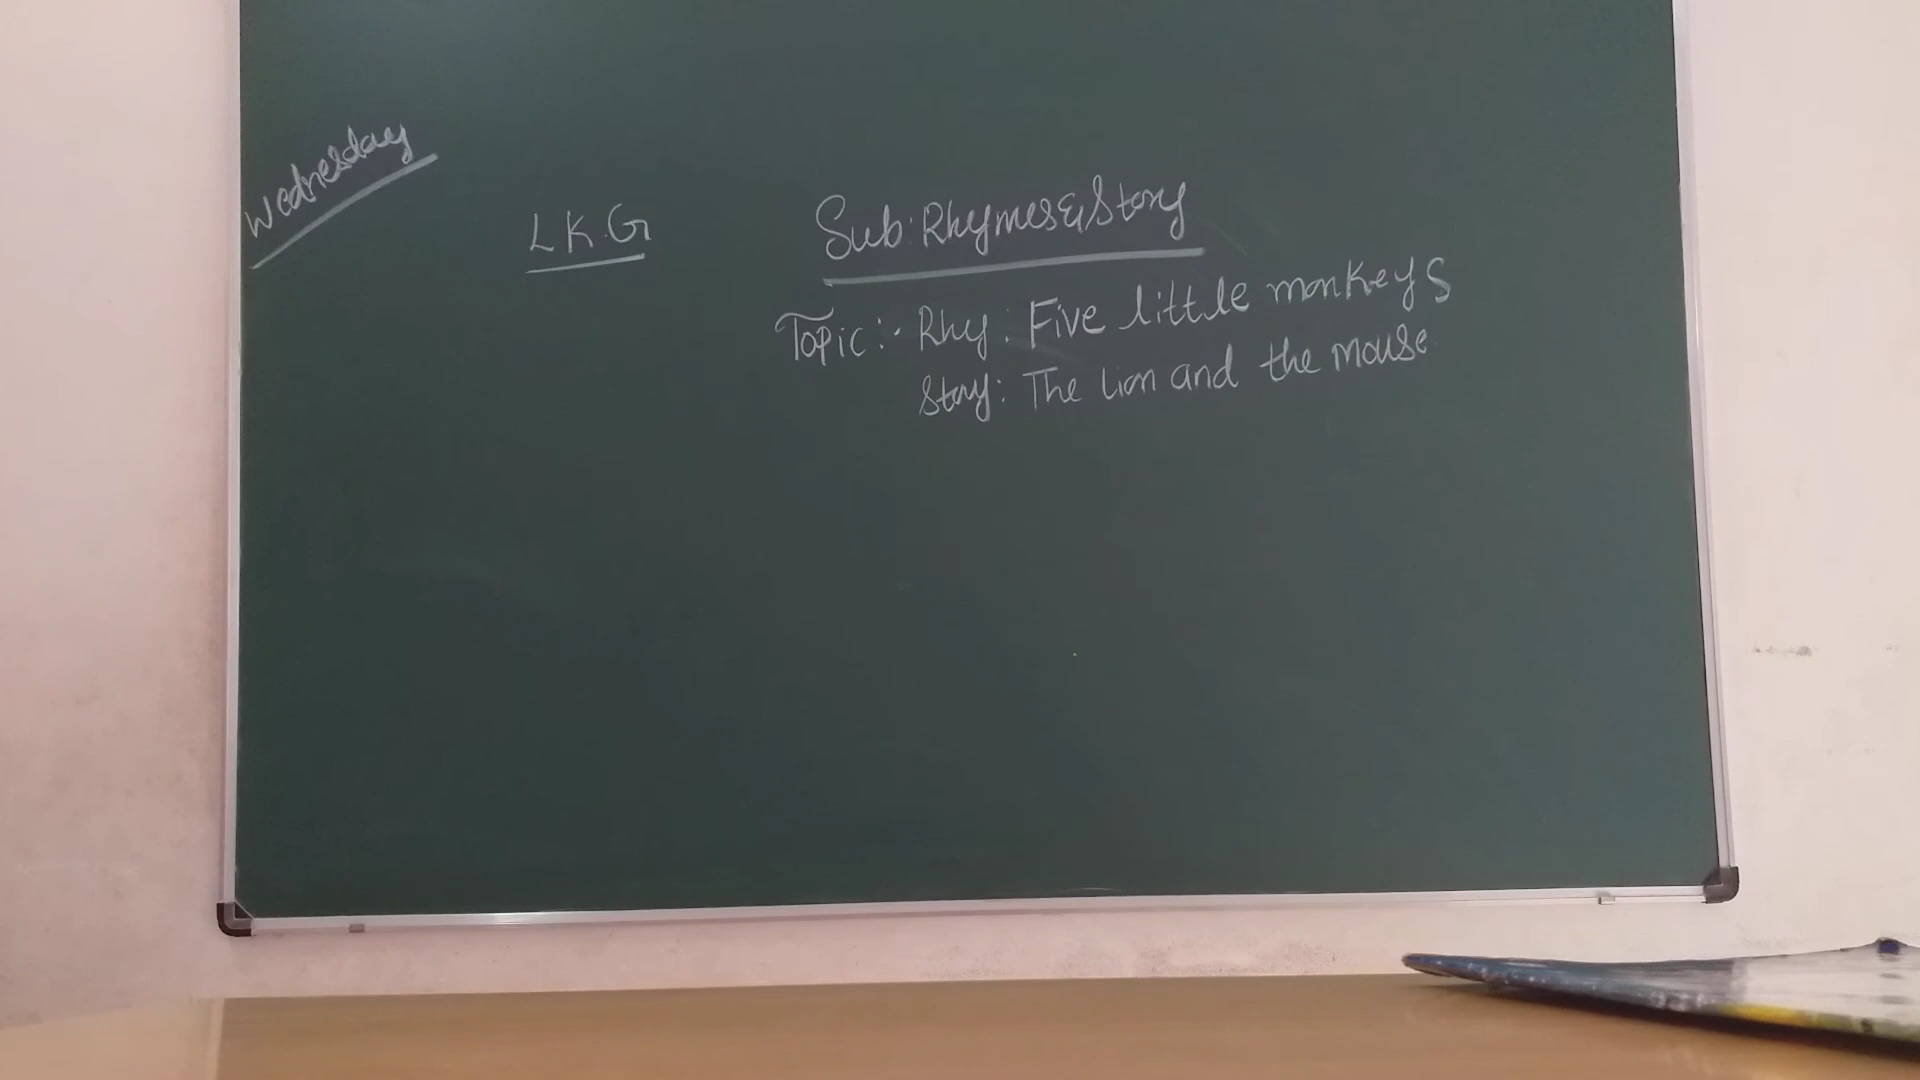 Wednesday
L K.G
Sub: Rhymes & Story
Topic:- Rhy: Five little monkeys
Story: The Lion and the mouse